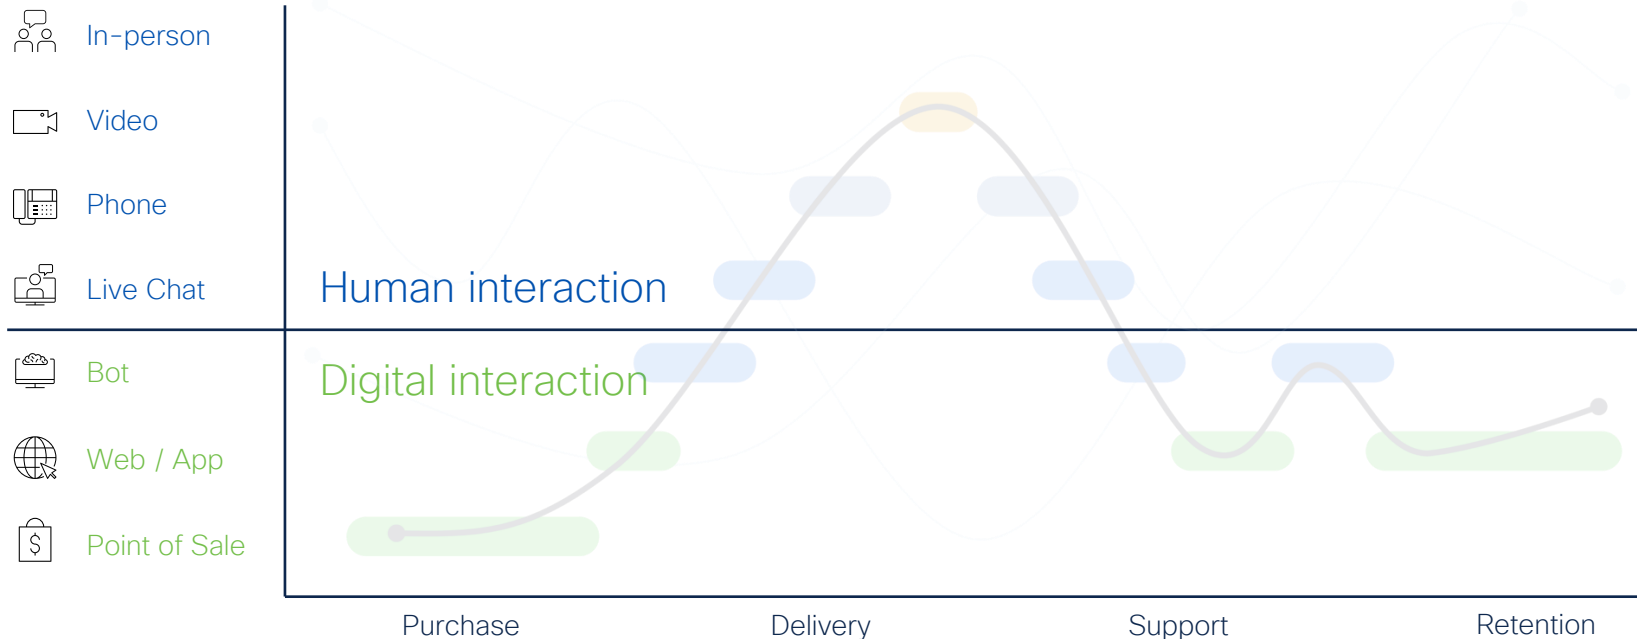 In-person
Video
Phone
Live Chat
Human interaction
Bot
Digital interaction
Web / App
$
Point of Sale
Purchase
Delivery
Support
Retention